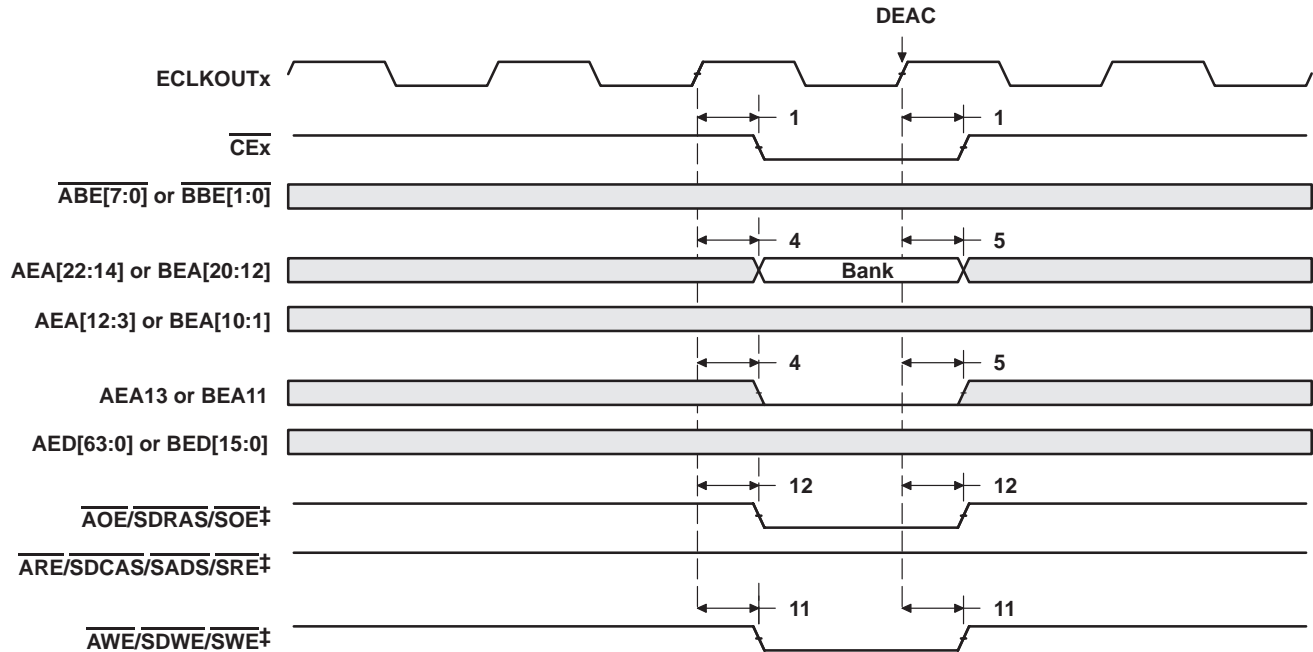 DEAC
ECLKOUTx
1 1
CEx
ABE[7:0] or BBE[1:0]
4 5
AEA[22:14] or BEA[20:12] Bank
AEA[12:3] or BEA[10:1]
4 5
AEA13 or BEA11
AED[63:0] or BED[15:0]
12 12
AOE/SDRAS/SOE‡
ARE/SDCAS/SADS/SRE‡
11 11
AWE/SDWE/SWE‡